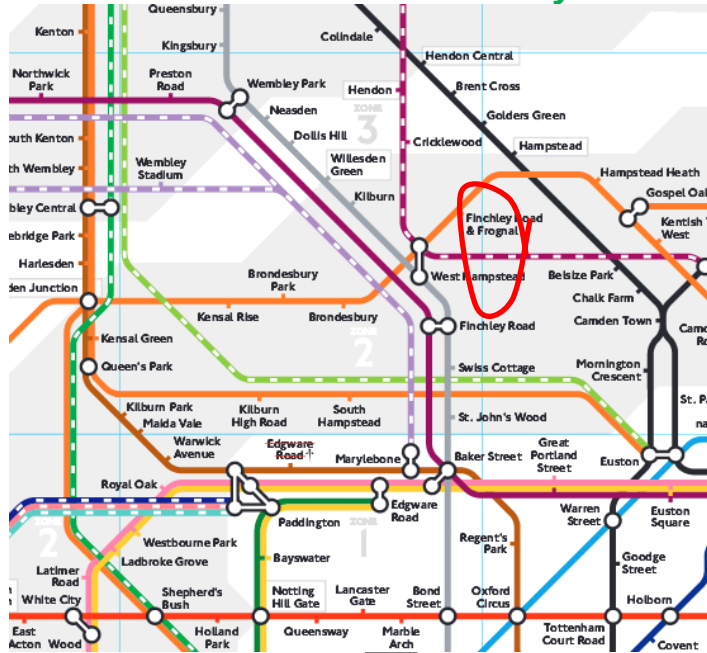 Queensbury
Kenton
Colindale
Kingsbury
Hendon Central
Northwick
Park
Preston
Road
Wembley Park
Hendon
Brent Cross
ZONE
3
Neasden
Golders Green
outh Kenton
Dollis Hill
Cricklewood
Hampstead
th Wembley
Wembley
Stadium
Willesden
Green
Hampstead Heath
Kilburn
Gospel Oak
bley Central
Finchley Road
& Frognal
Kentish
West
ebridge Park
Harlesden
West Hampstead
Belsize Park
den Junction
Brondesbury
Park
Chalk Farm
Kensal Rise
Brondesbury
Finchley Road
Camden Town
Kensal Green
ZONE
2
Queen's Park
Swiss Cottage
Mornington
Crescent
Kilburn Park
Maida Vale
Kilburn
High Road
South
Hampstead
St. John's Wood
St. P
na
Warwick
Avenue
Edgware
Road†
Marylebone
Baker Street
Great
Portland
Street
Euston
Royal Oak
Paddington
Edgware
Road
Warren
Street
Euston
Square
ZONE
2
ZONE
1
Westbourne Park
Ladbroke Grove
Bayswater
Regent's
Park
Goodge
Street
Latimer
Road
White City
Shepherd's
Bush
Notting
Hill Gate
Lancaster
Gate
Bond
Street
Oxford
Circus
Holborn
East
Acton
Wood
Holland
Park
Queensway
Marble
Arch
Tottenham
Court Road
Covent